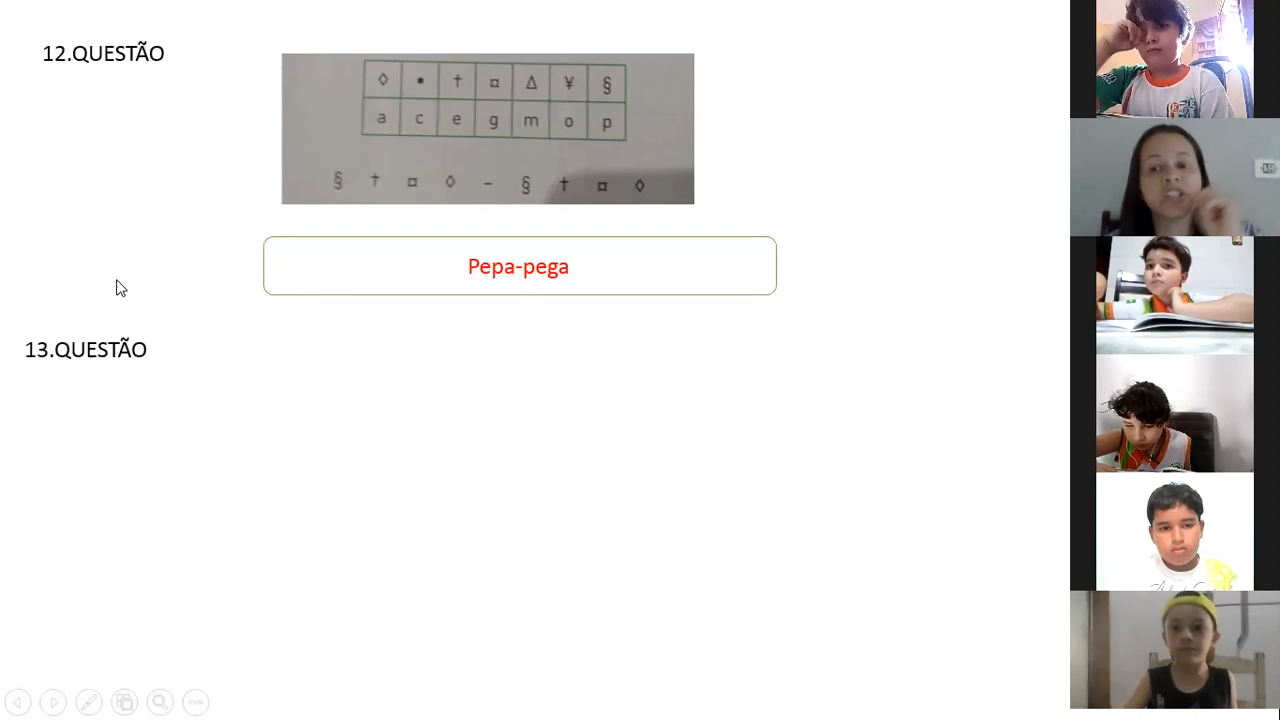 12.QUESTÃO
◊ • † ¤ Δ ¥ §
a c e g m o p
§ † ¤ ◊ – § † ¤ ◊
Pepa-pega
13.QUESTÃO